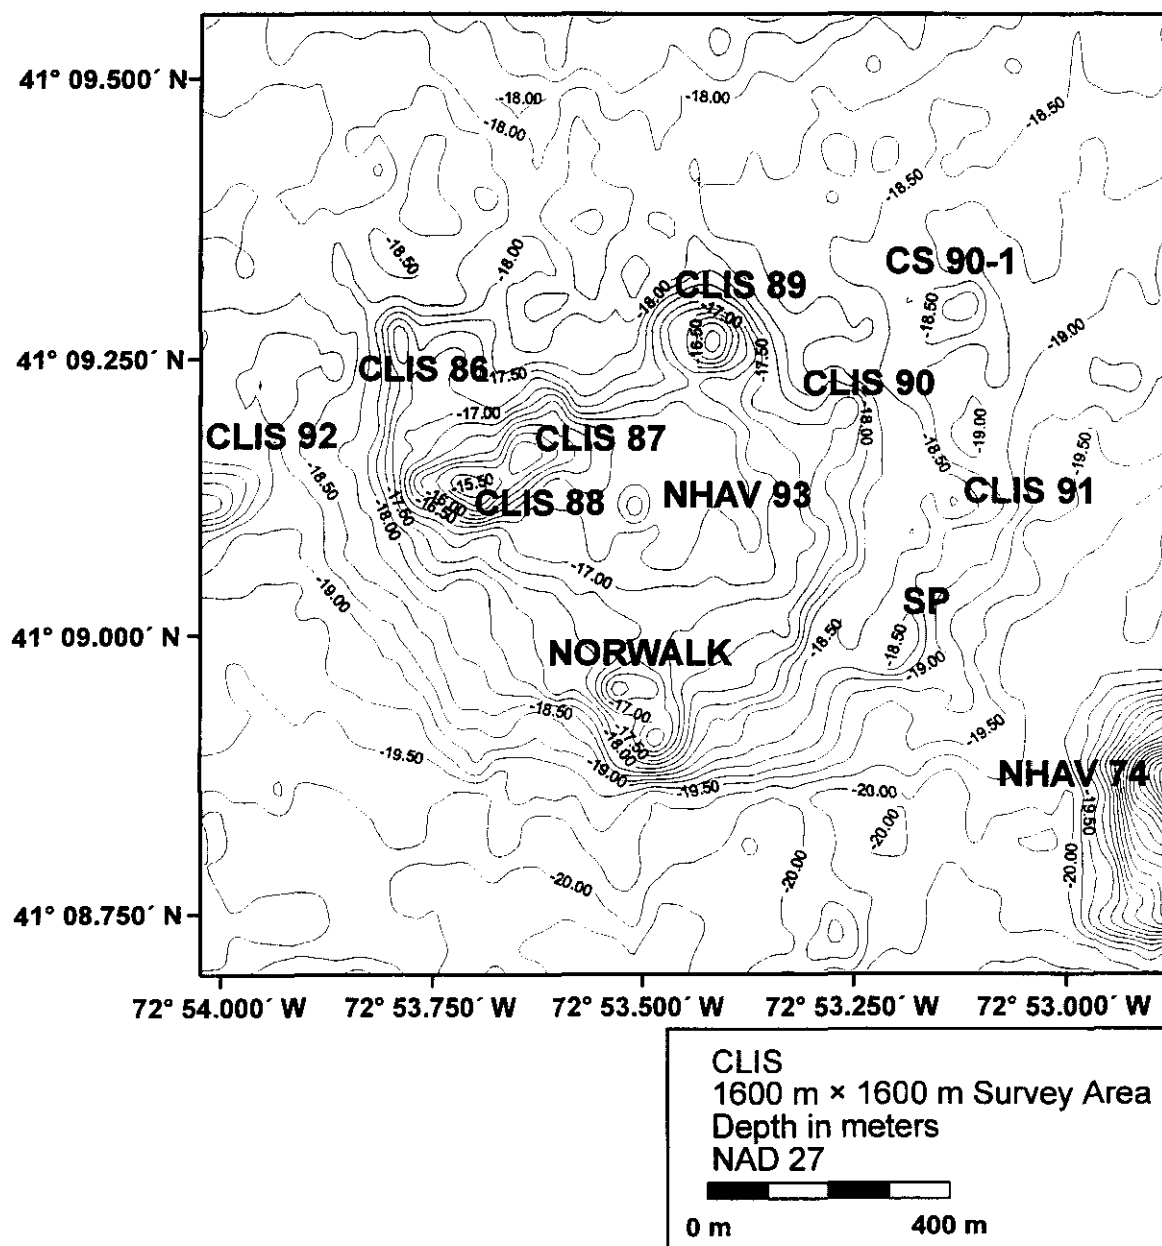 41° 09.500´ N
-18.00
-18.00
-18.00
-18.50
-18.50
-18.50
-18.00
CS 90-1
CLIS 89
-18.00
-17.00
-16.50
-17.50
-18.50
-19.00
41° 09.250´ N
CLIS 86
-17.50
CLIS 90
-17.00
-18.00
CLIS 92
CLIS 87
-18.50
-19.00
-19.50
-18.50
-15.50
-16.00
-16.50
CLIS 88
NHAV 93
CLIS 91
-17.50
-18.00
-17.00
-19.00
SP
41° 09.000´ N
-18.50
-18.50
NORWALK
-19.00
-17.00
-18.50
-17.50
-18.00
-19.50
-19.50
-19.00
NHAV 74
-19.50
-20.00
-19.50
-20.00
-20.00
-20.00
-20.00
41° 08.750´ N
72° 54.000´ W
72° 53.750´ W
72° 53.500´ W
72° 53.250´ W
72° 53.000´ W
CLIS
1600 m × 1600 m Survey Area
Depth in meters
NAD 27
0 m
400 m